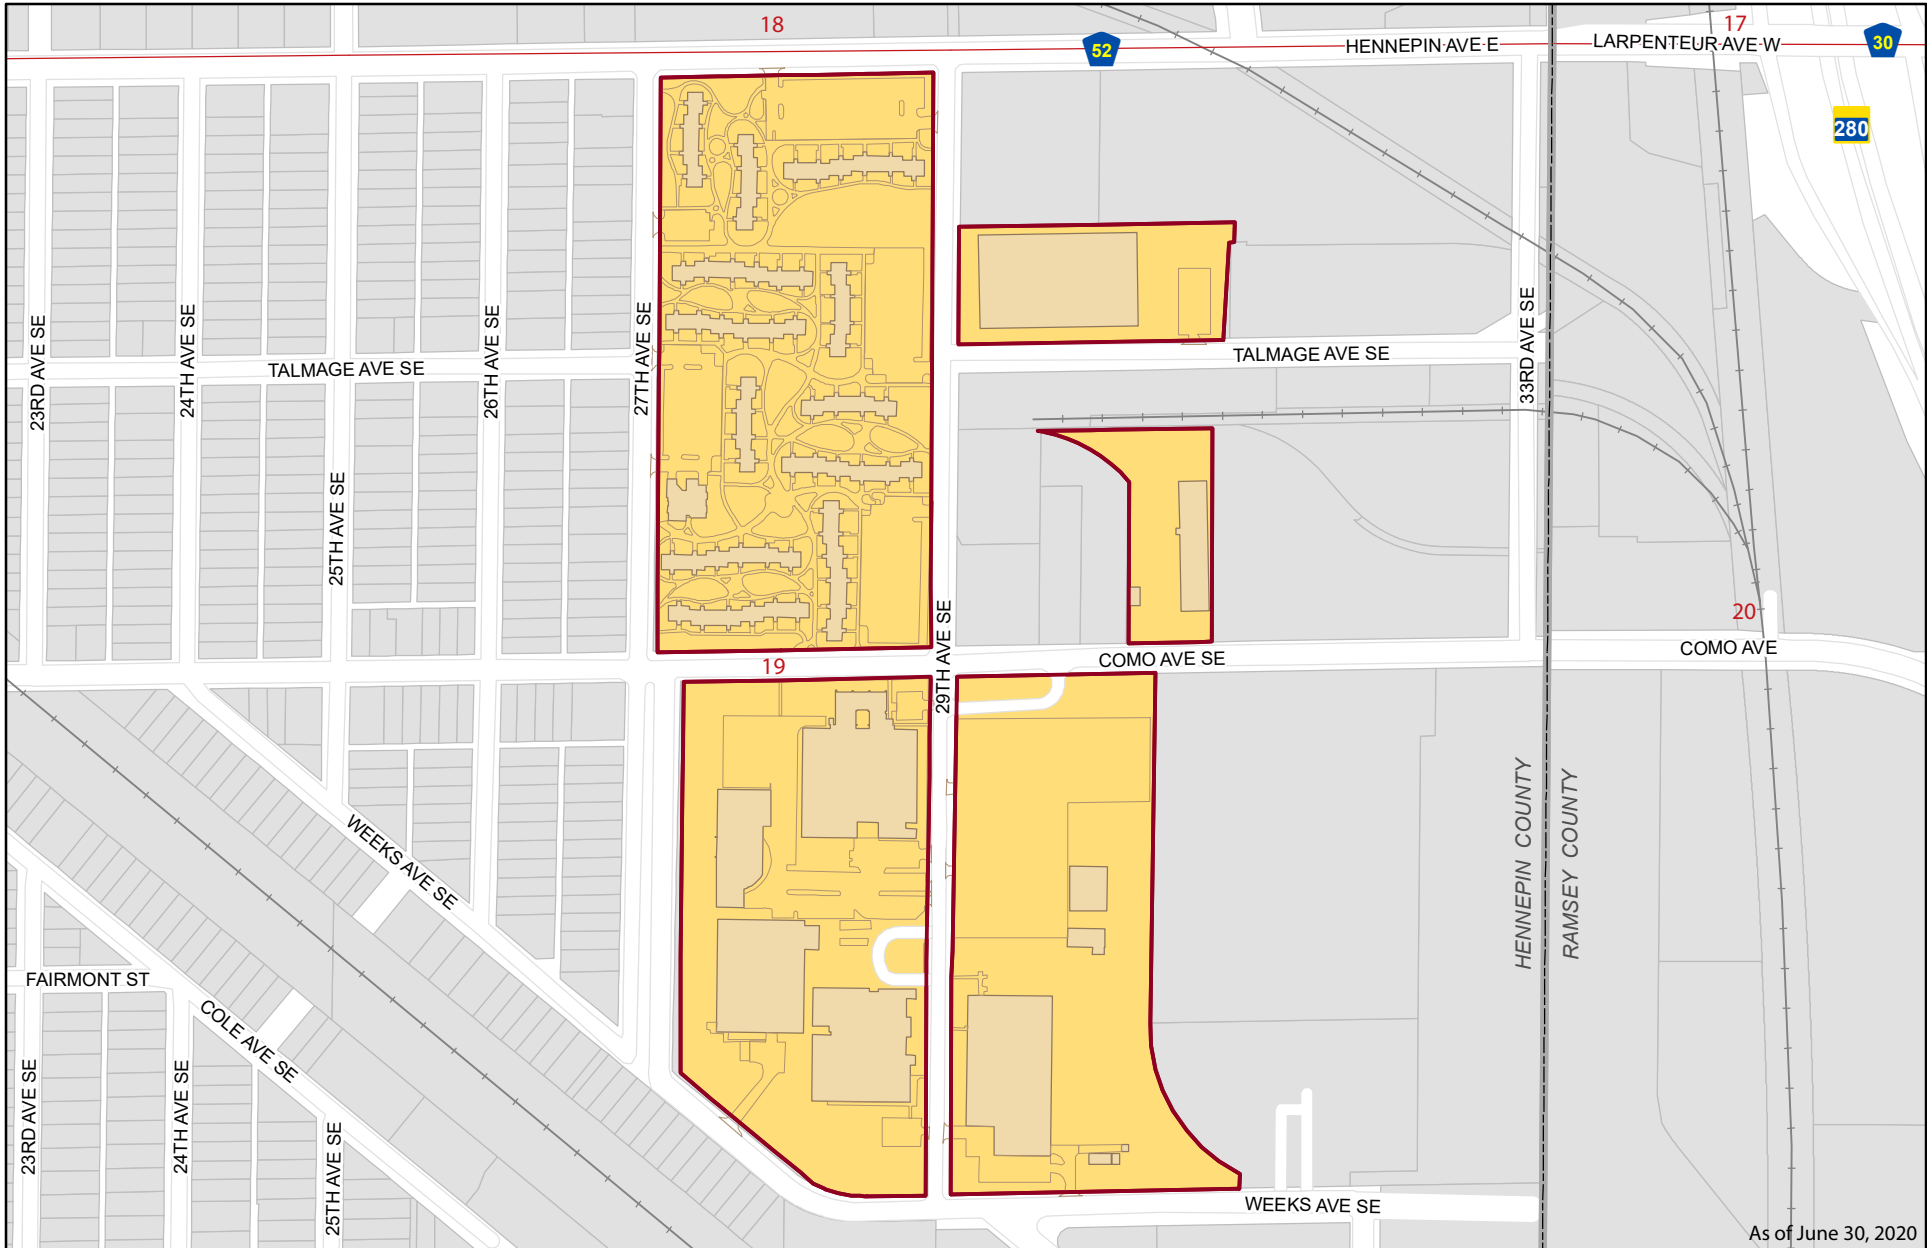 18
17
52
HENNEPIN AVE E
LARPENTEUR AVE W
30
280
23RD AVE SE
24TH AVE SE
26TH AVE SE
27TH AVE SE
33RD AVE SE
TALMAGE AVE SE
TALMAGE AVE SE
25TH AVE SE
29TH AVE SE
20
19
COMO AVE SE
COMO AVE
WEEKS AVE SE
HENNEPIN COUNTY
RAMSEY COUNTY
FAIRMONT ST
COLE AVE SE
23RD AVE SE
24TH AVE SE
25TH AVE SE
WEEKS AVE SE
As of June 30, 2020